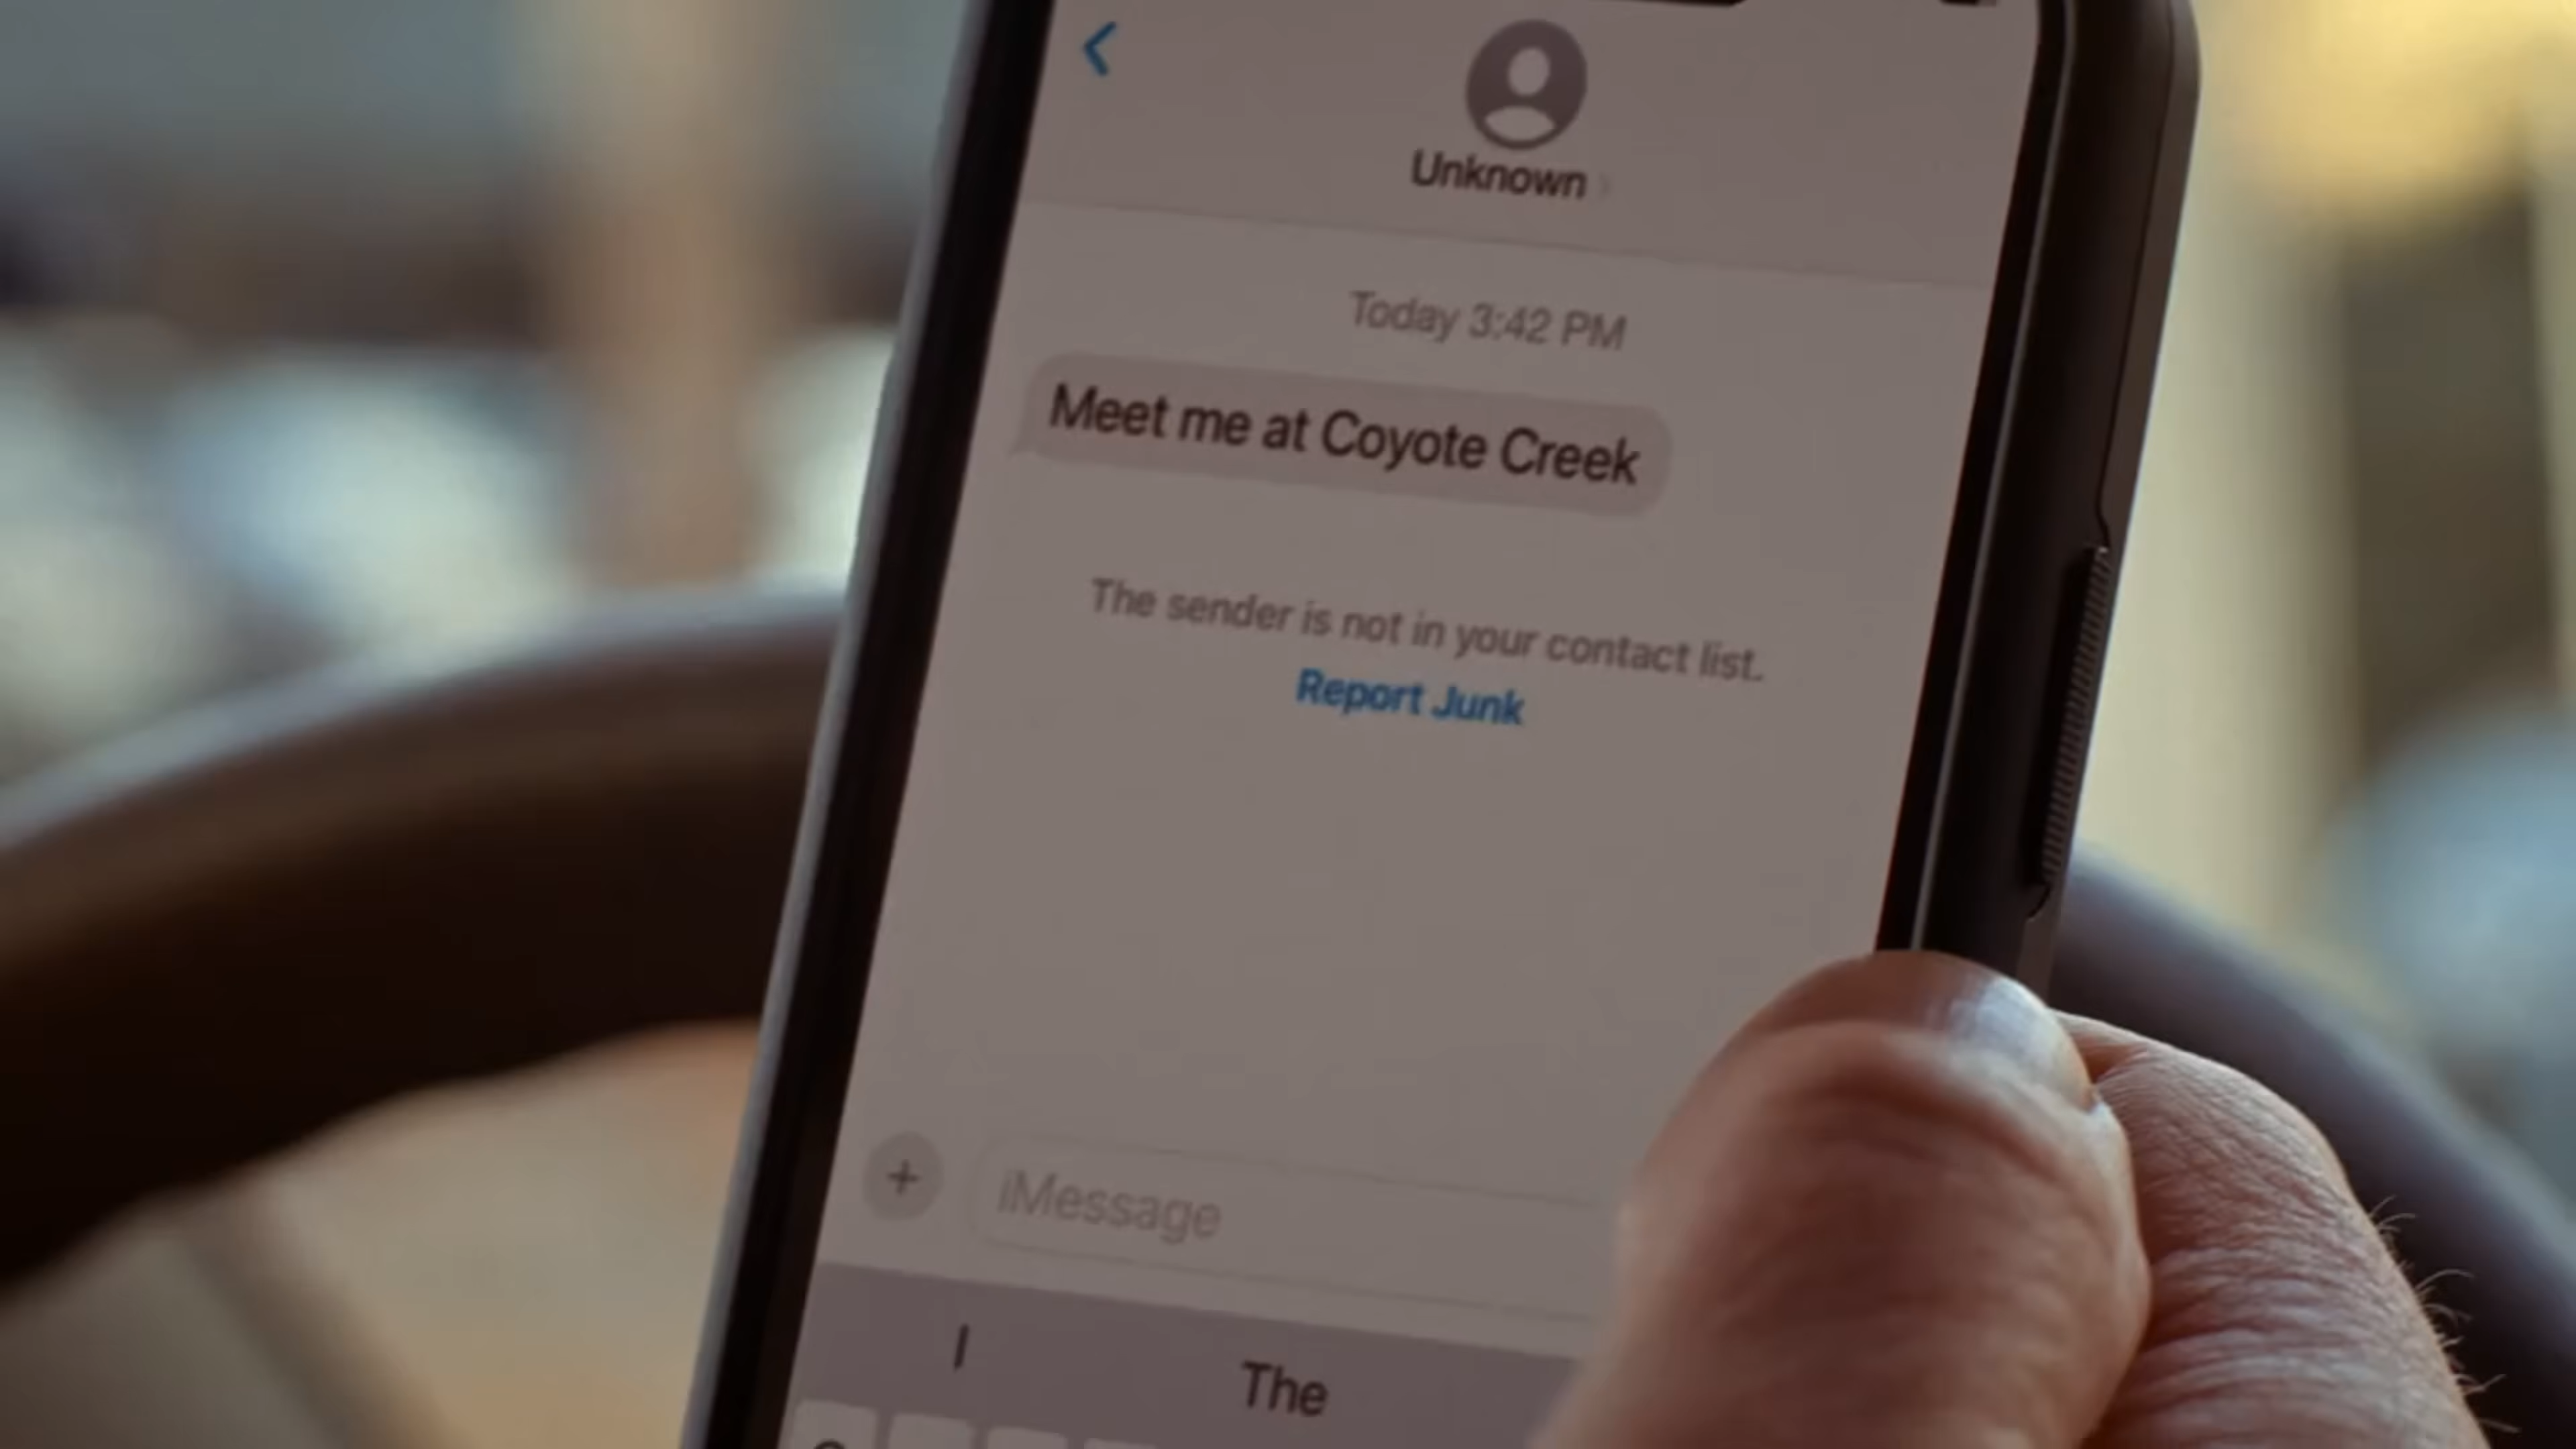 Unknown
Today 3:42 PM
Meet me at Coyote Creek
The sender is not in your contact list.
Report Junk
+
iMessage
I
The